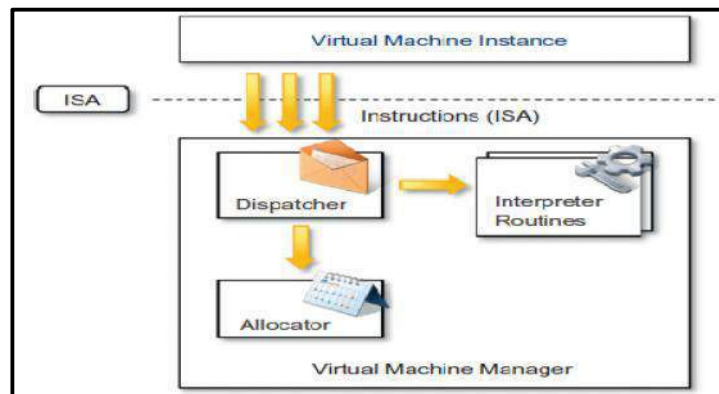 Virtual Machine Instance
ISA
Instructions (ISA)
Dispatcher
Interpreter
Routines
Allocator
Virtual Machine Manager